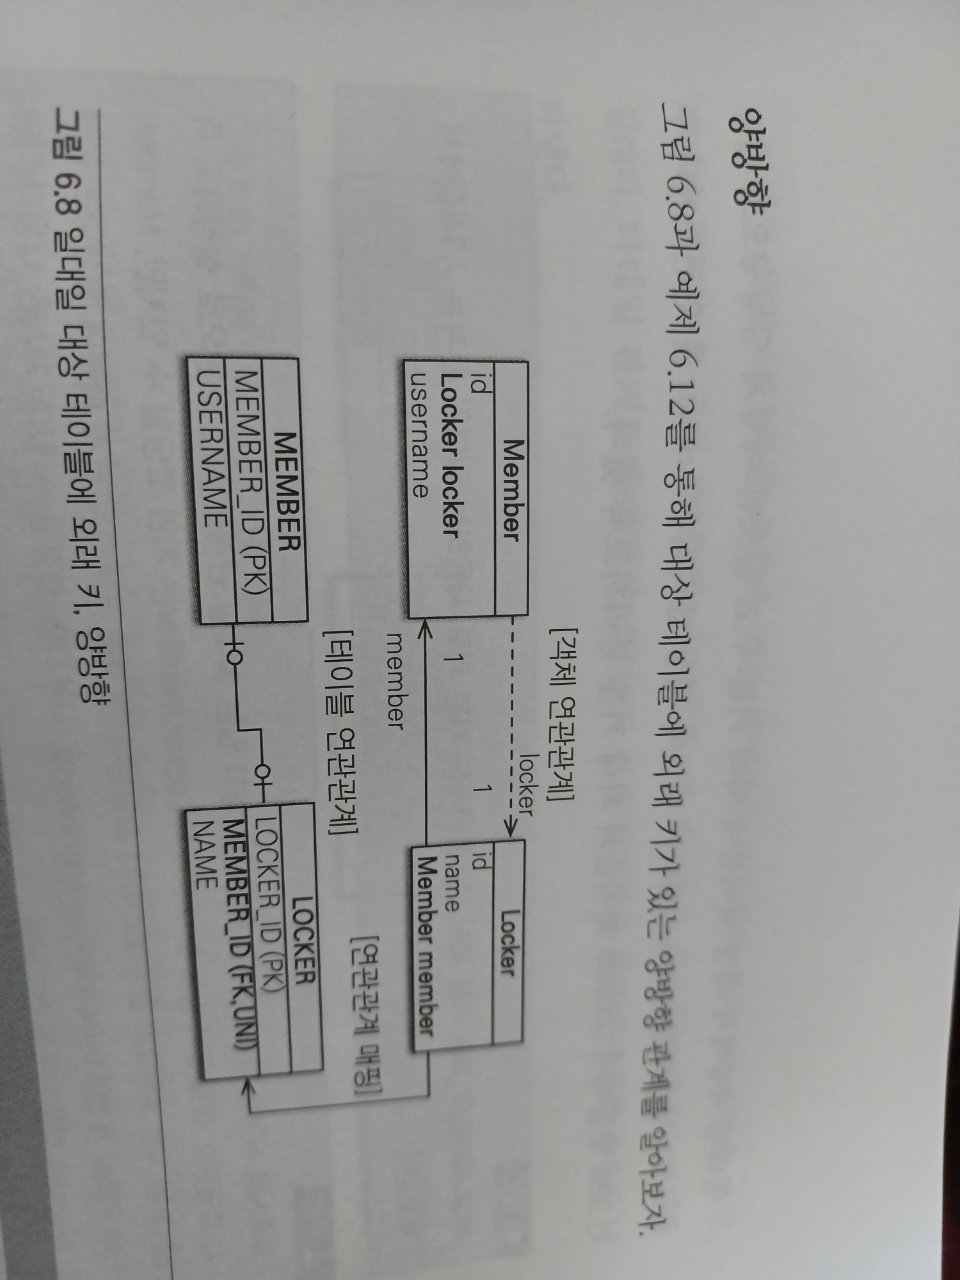 양방향
그림 6.8과 예제 6.12를 통해 대상 테이블에 외래 키가 있는 양방향 관계를 알아보자.
[객체 연관관계]
Member
id
Locker locker
username
locker
1
1
member
Locker
id
name
Member member
[테이블 연관관계]
[연관관계 매핑]
MEMBER
MEMBER_ID (PK)
USERNAME
LOCKER
LOCKER_ID (PK)
MEMBER_ID (FK,UNI)
NAME
그림 6.8 일대일 대상 테이블에 외래 키, 양방향